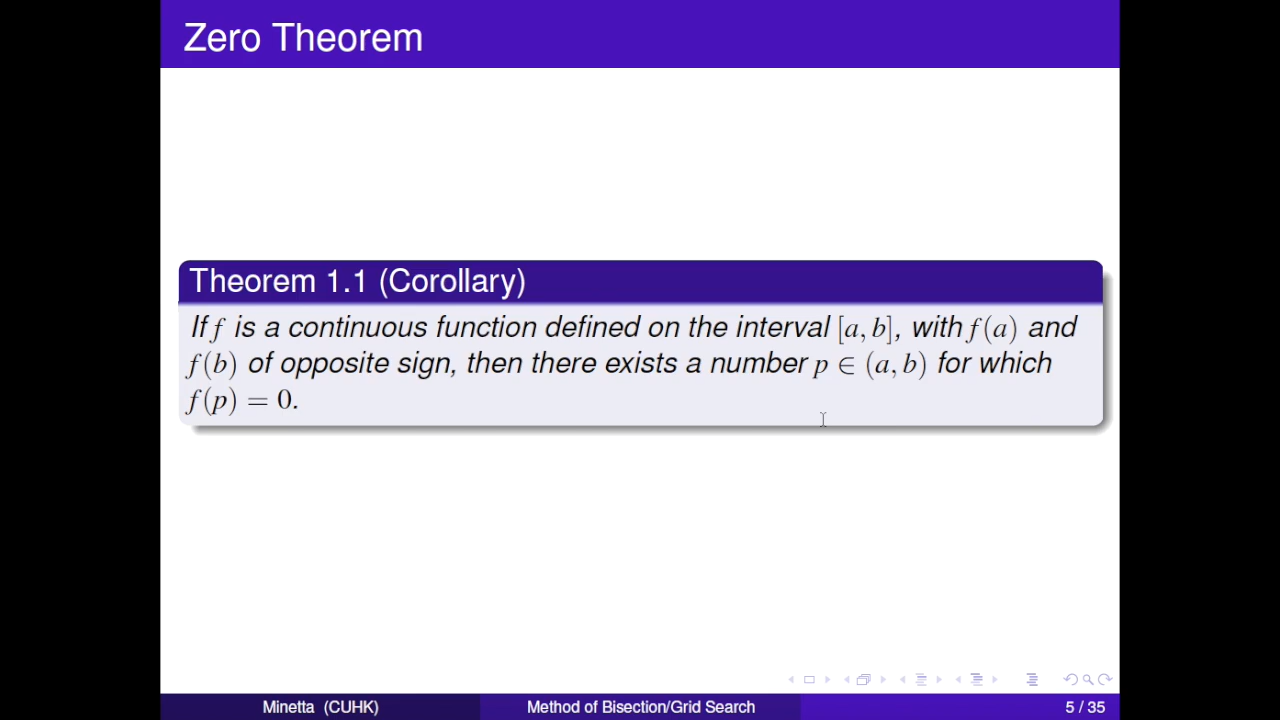 Zero Theorem
Theorem 1.1 (Corollary)
If f is a continuous function defined on the interval [a, b], with f(a) and
f(b) of opposite sign, then there exists a number p ∈ (a, b) for which
f(p) = 0.
Minetta (CUHK) Method of Bisection/Grid Search 5 / 35